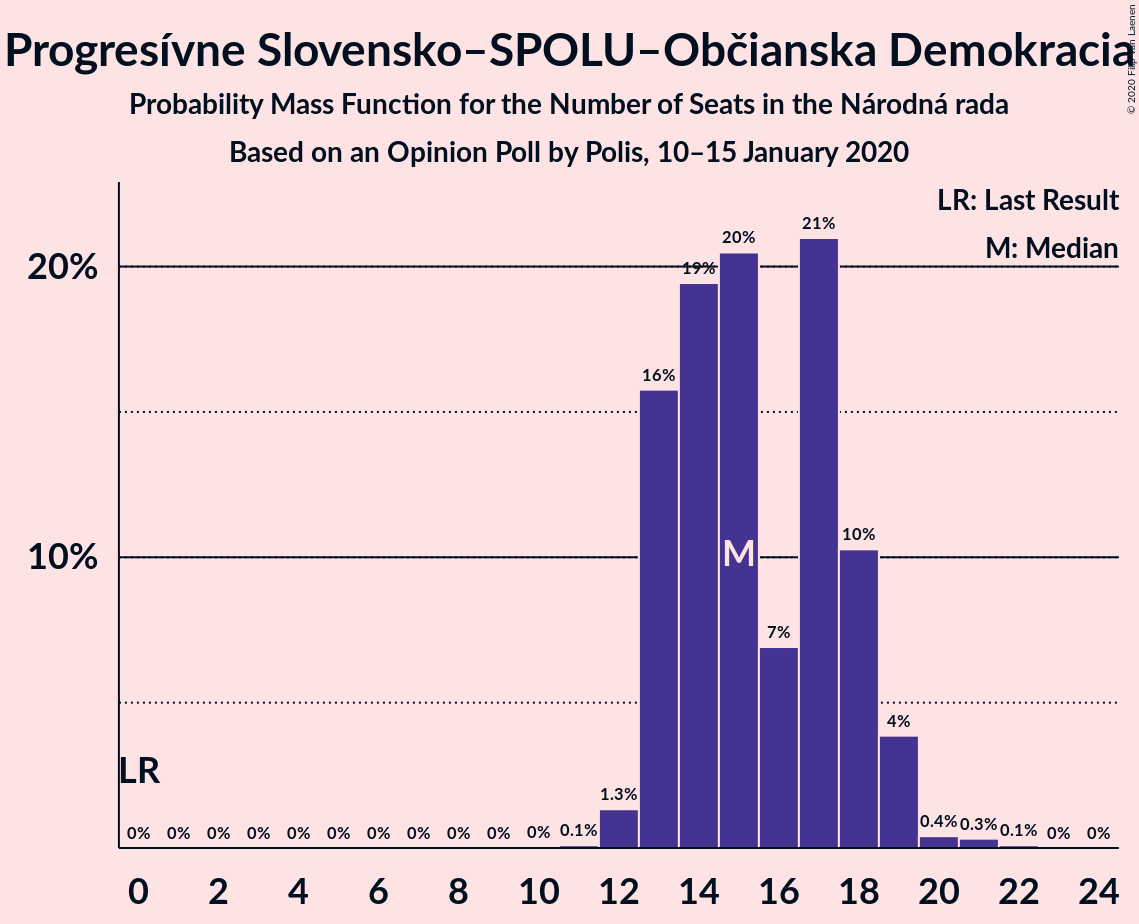 Progresívne Slovensko–SPOLU–Občianska Demokracia
© 2020 Filip van Laenen
Probability Mass Function for the Number of Seats in the Národná rada
Based on an Opinion Poll by Polis, 10–15 January 2020
LR: Last Result
M: Median
20%
10%
21%
20%
19%
16%
M
10%
7%
4%
LR
1.3%
0% 0% 0% 0% 0% 0% 0% 0% 0% 0% 0% 0.1% 0.4% 0.3% 0.1% 0% 0%
0 2 4 6 8 10 12 14 16 18 20 22 24